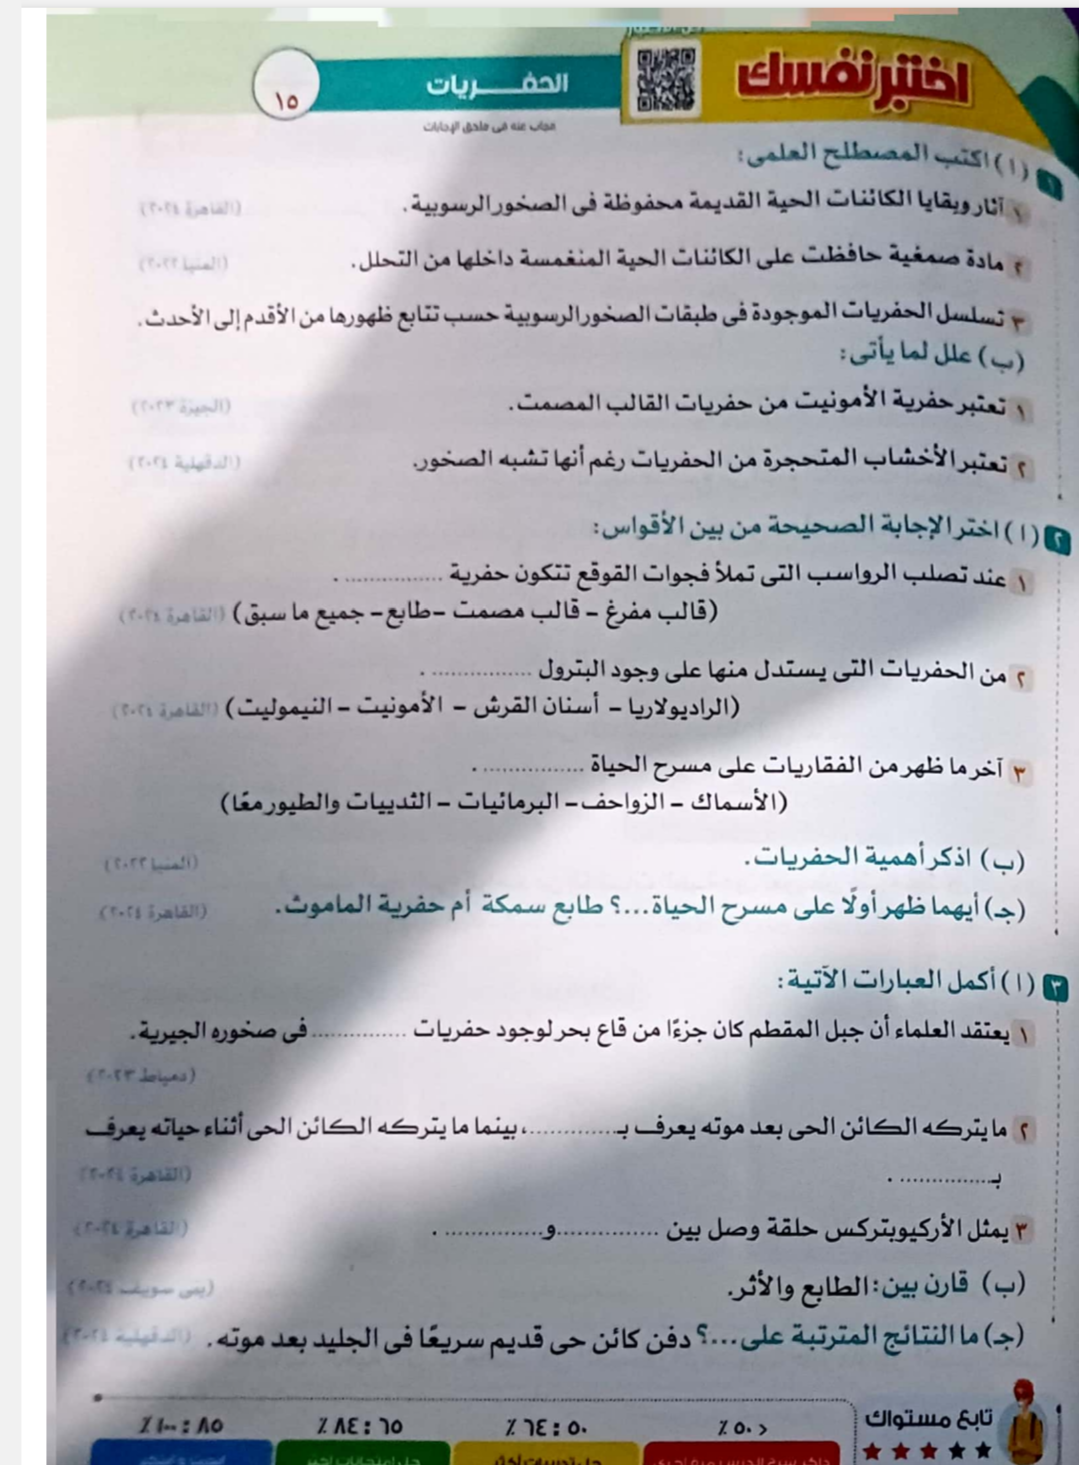 اختبر نفسك
الحفـــريات
١٥
مجاب عنه فى ملحق الإجابات
١ (أ) اكتب المصطلح العلمى:
١ آثار وبقايا الكائنات الحية القديمة محفوظة فى الصخور الرسوبية. (القاهرة ٢٠٢٤)
٢ مادة صمغية حافظت على الكائنات الحية المنغمسة داخلها من التحلل. (المنيا ٢٠٢٢)
٣ تسلسل الحفريات الموجودة فى طبقات الصخور الرسوبية حسب تتابع ظهورها من الأقدم إلى الأحدث.
(ب) علل لما يأتى:
١ تعتبر حفرية الأمونيت من حفريات القالب المصمت. (الجيزة ٢٠٢٣)
٢ تعتبر الأخشاب المتحجرة من الحفريات رغم أنها تشبه الصخور. (الدقهلية ٢٠٢٤)
٢ (أ) اختر الإجابة الصحيحة من بين الأقواس:
١ عند تصلب الرواسب التى تملأ فجوات القوقع تتكون حفرية ................ .
(قالب مفرغ – قالب مصمت – طابع – جميع ما سبق) (القاهرة ٢٠٢٤)
٢ من الحفريات التى يستدل منها على وجود البترول ................ .
(الراديولاريا – أسنان القرش – الأمونيت – النيموليت) (القاهرة ٢٠٢٤)
٣ آخر ما ظهر من الفقاريات على مسرح الحياة ................ .
(الأسماك – الزواحف – البرمائيات – الثدييات والطيور معًا)
(ب) اذكر أهمية الحفريات. (المنيا ٢٠٢٢)
(جـ) أيهما ظهر أولًا على مسرح الحياة...؟ طابع سمكة أم حفرية الماموث. (القاهرة ٢٠٢٤)
٣ (أ) أكمل العبارات الآتية:
١ يعتقد العلماء أن جبل المقطم كان جزءًا من قاع بحر لوجود حفريات ............... فى صخوره الجيرية.
(دمياط ٢٠٢٣)
٢ ما يتركه الكائن الحى بعد موته يعرف بـ..............، بينما ما يتركه الكائن الحى أثناء حياته يعرف
بـ............... . (القاهرة ٢٠٢٤)
٣ يمثل الأركيوبتركس حلقة وصل بين ................و................ . (القاهرة ٢٠٢٤)
(ب) قارن بين: الطابع والأثر. (بنى سويف ٢٠٢٤)
(جـ) ما النتائج المترتبة على...؟ دفن كائن حى قديم سريعًا فى الجليد بعد موته. (الدقهلية ٢٠٢٤)
تابع مستواك
< ٥٠ ٪
٥٠ : ٦٤ ٪
٦٥ : ٨٤ ٪
٨٥ : ١٠٠ ٪